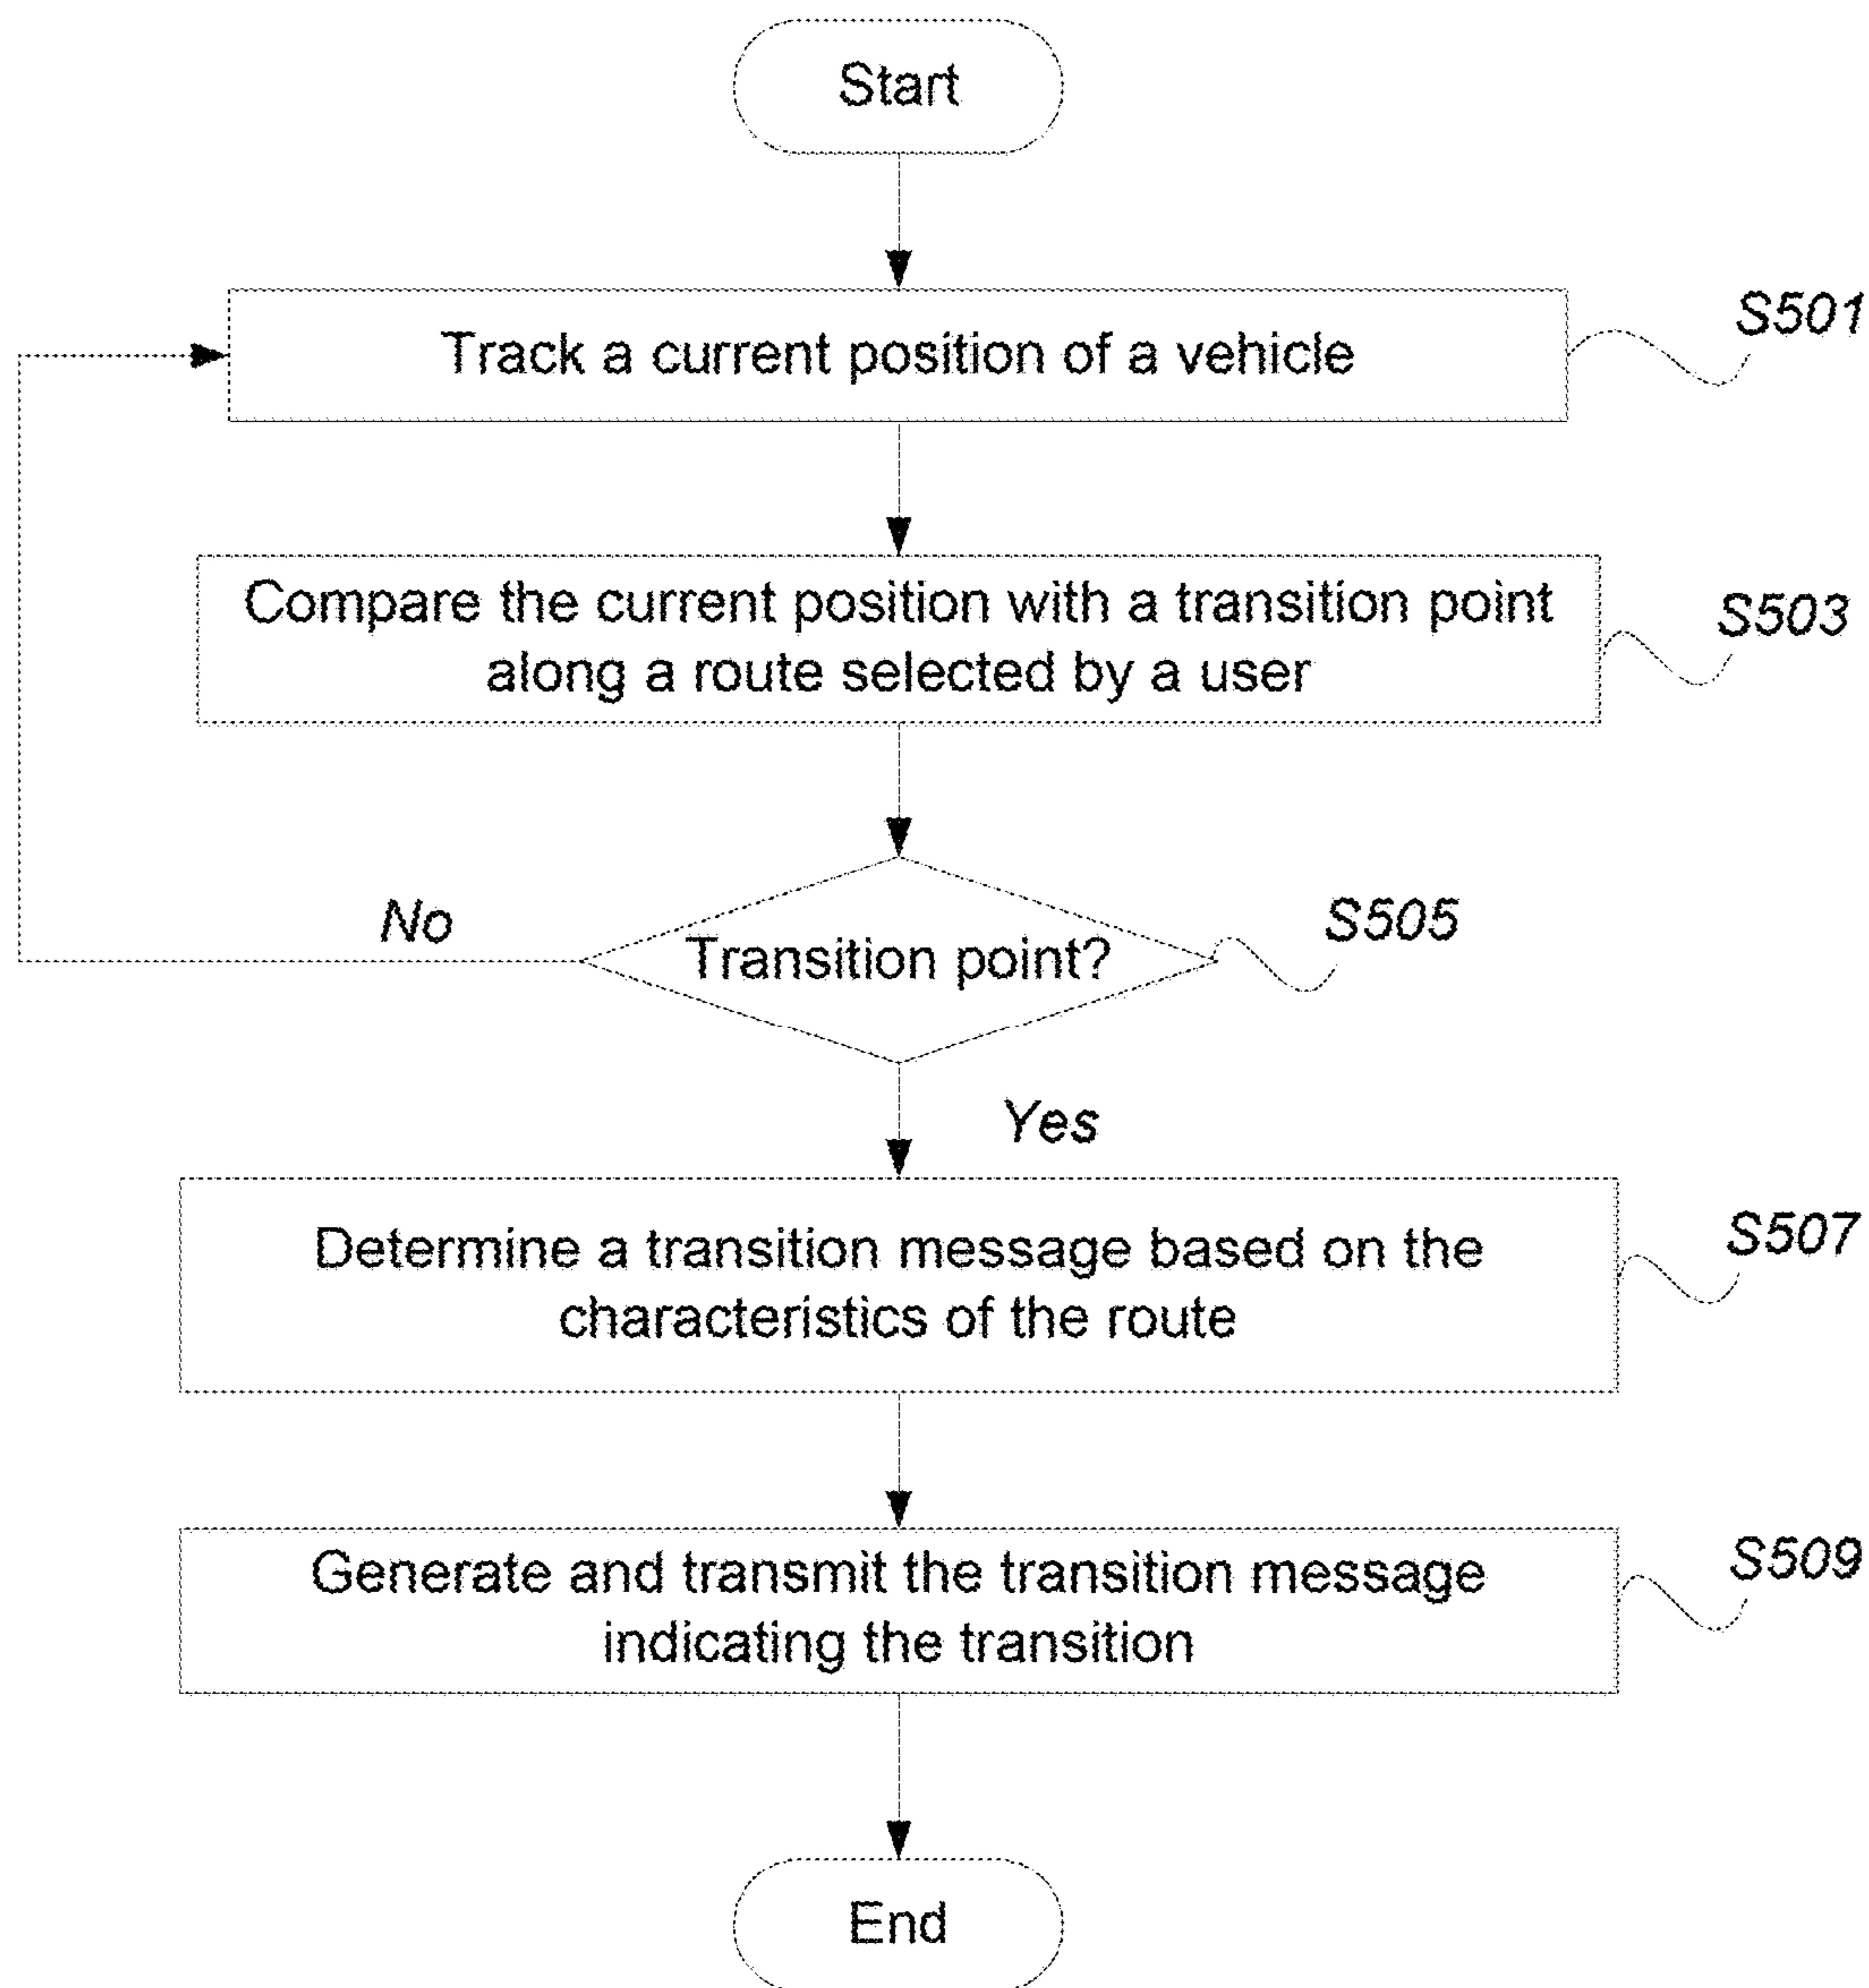 Start
Track a current position of a vehicle
S501
Compare the current position with a transition point
along a route selected by a user
S503
No
Transition point?
S505
Yes
Determine a transition message based on the
characteristics of the route
S507
Generate and transmit the transition message
indicating the transition
S509
End